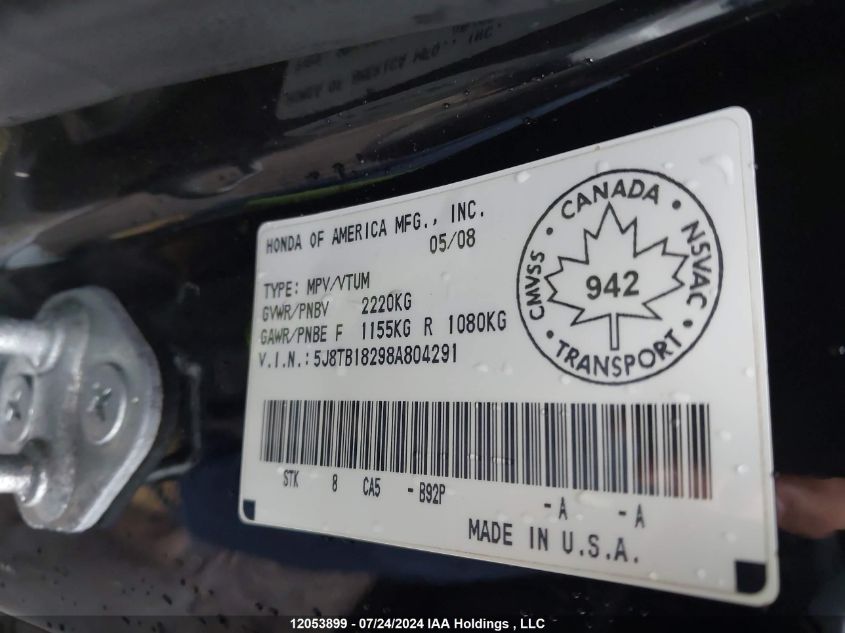 HONDA OF AMERICA MFG., INC.
05/08
TYPE: MPV/VTUM
GVWR/PNBV 2220KG
GAWR/PNBE F 1155KG R 1080KG
V.I.N.: 5J8TB18298A804291
CANADA • NSVAC • TRANSPORT • CMVSS •
942
STK 8 CA5 - B92P - A - A
MADE IN U.S.A.
12053899 - 07/24/2024 IAA Holdings , LLC